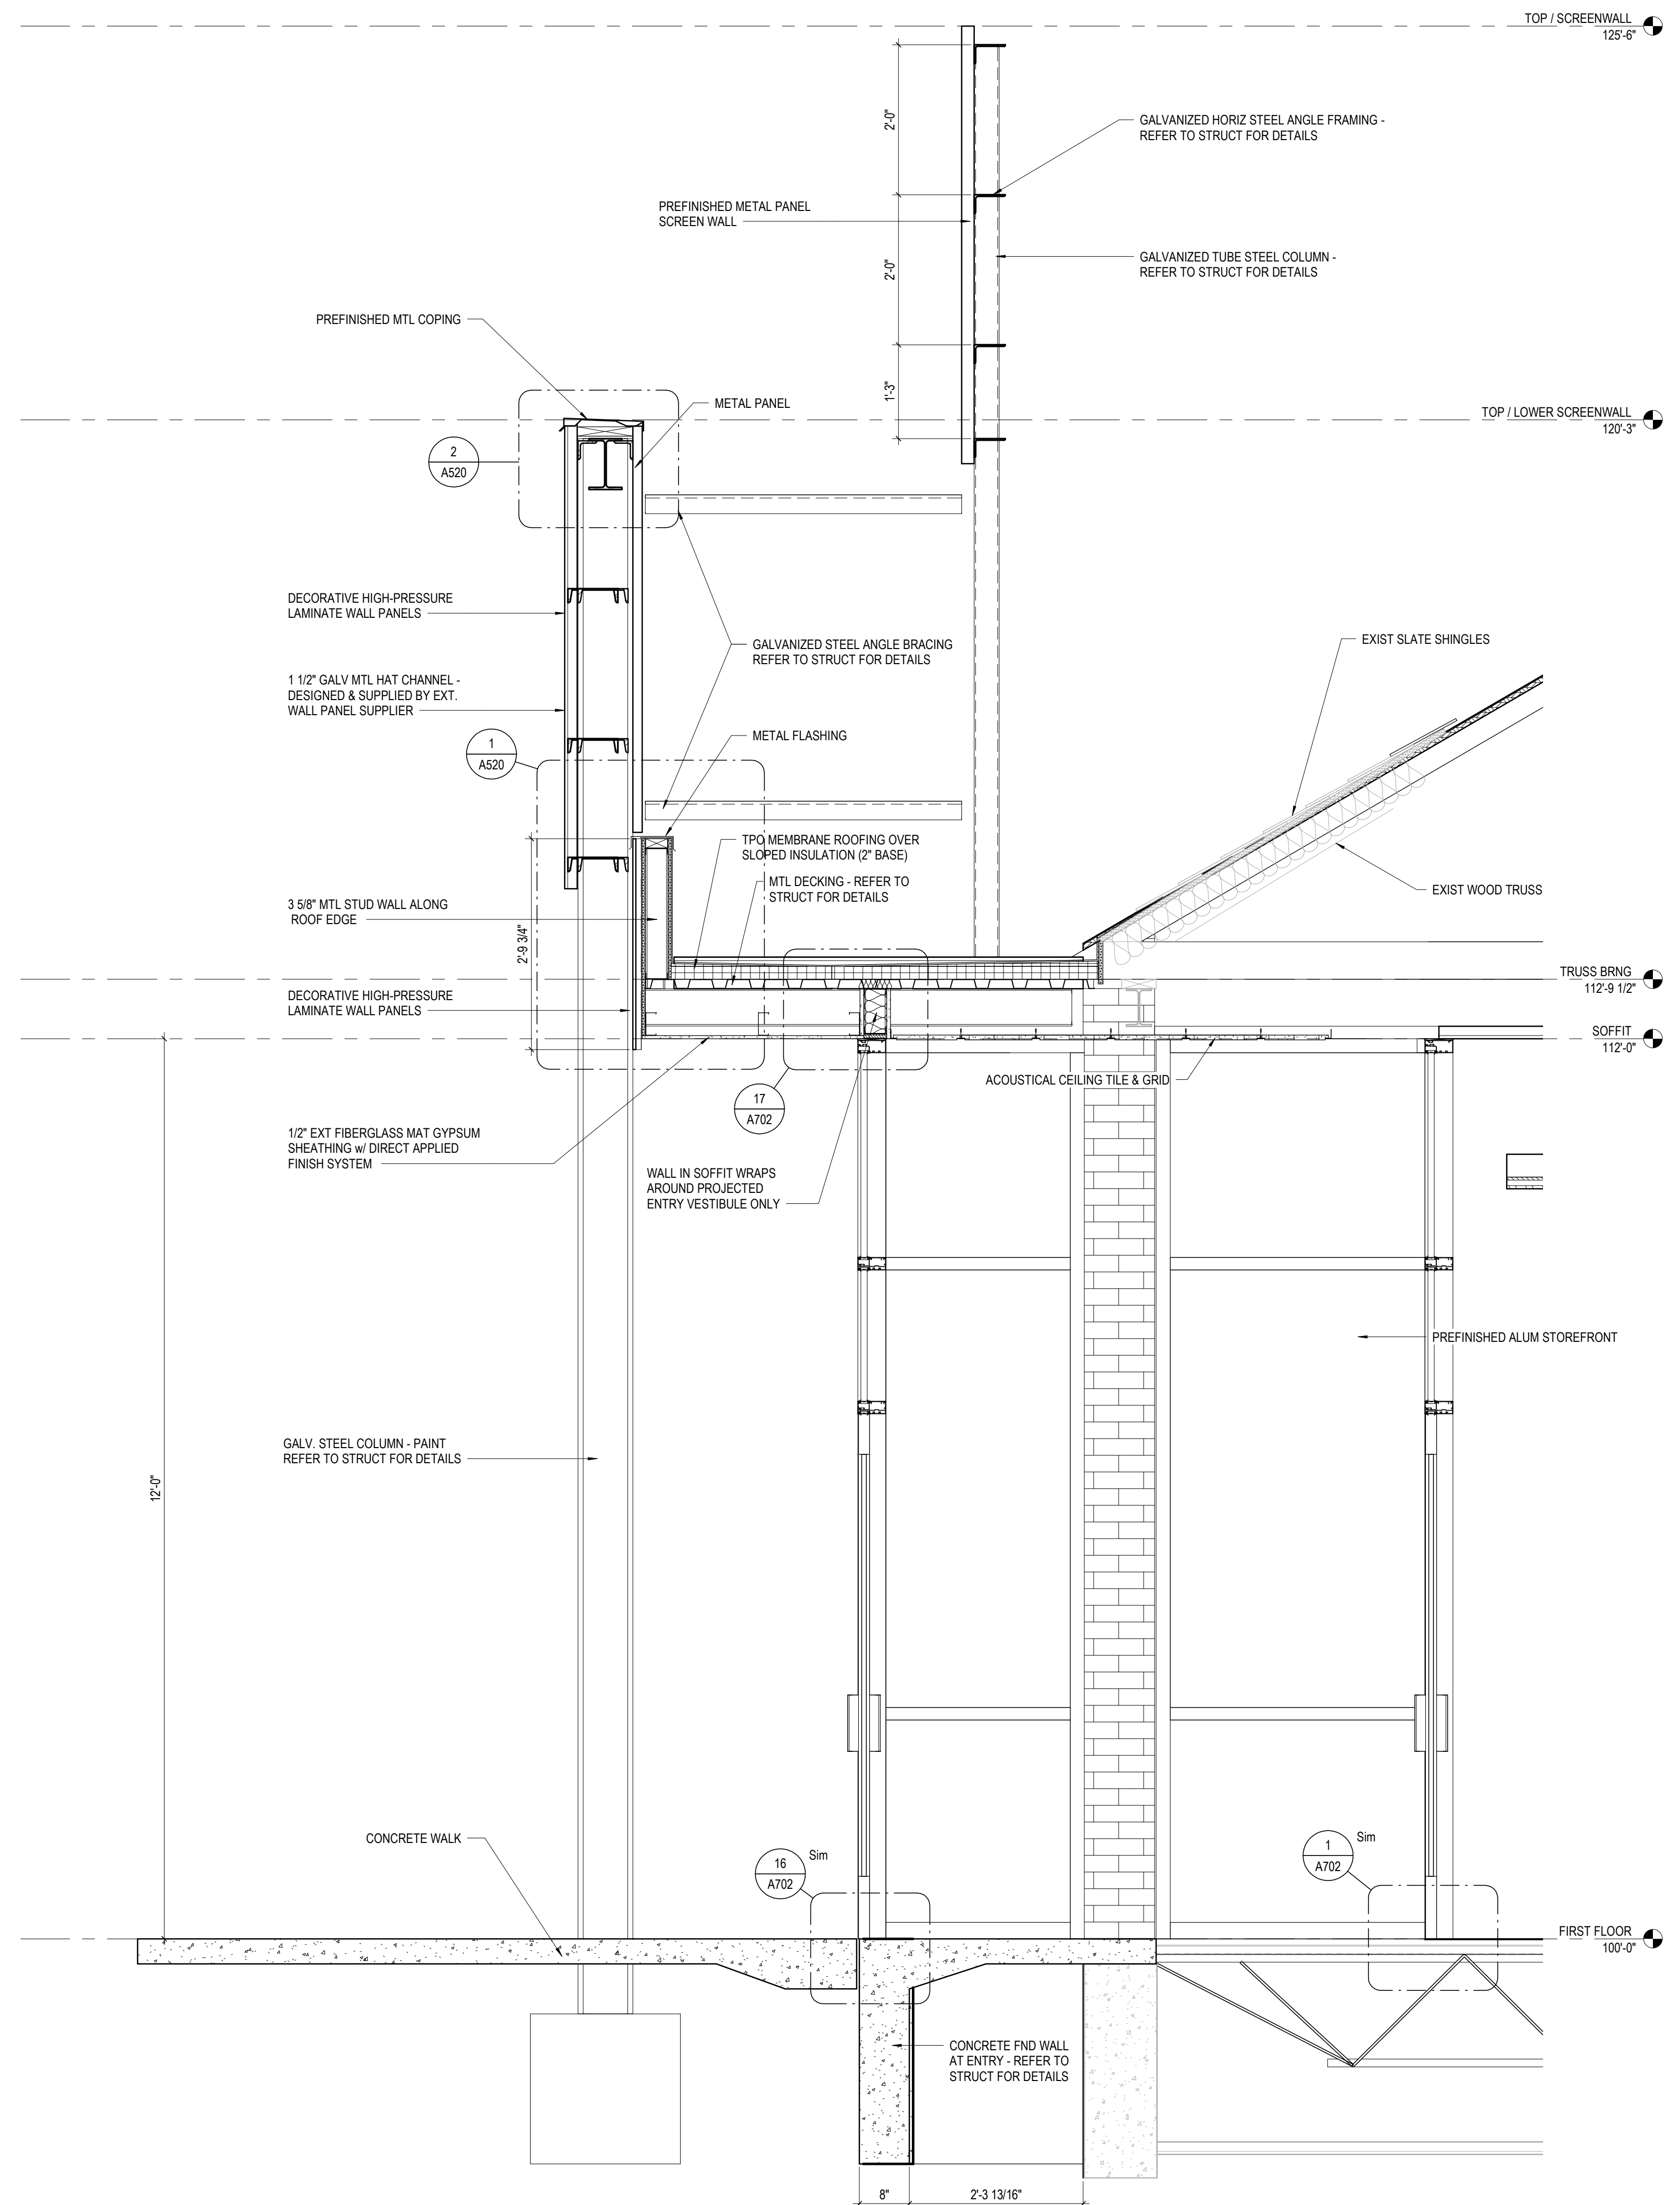 TOP / SCREENWALL
125'-6"
2'-0"
GALVANIZED HORIZ STEEL ANGLE FRAMING -
REFER TO STRUCT FOR DETAILS
PREFINISHED METAL PANEL
SCREEN WALL
2'-0"
GALVANIZED TUBE STEEL COLUMN -
REFER TO STRUCT FOR DETAILS
PREFINISHED MTL COPING
1'-3"
METAL PANEL
TOP / LOWER SCREENWALL
120'-3"
2
A520
DECORATIVE HIGH-PRESSURE
LAMINATE WALL PANELS
GALVANIZED STEEL ANGLE BRACING
REFER TO STRUCT FOR DETAILS
EXIST SLATE SHINGLES
1 1/2" GALV MTL HAT CHANNEL -
DESIGNED & SUPPLIED BY EXT.
WALL PANEL SUPPLIER
METAL FLASHING
1
A520
TPO MEMBRANE ROOFING OVER
SLOPED INSULATION (2" BASE)
MTL DECKING - REFER TO
STRUCT FOR DETAILS
EXIST WOOD TRUSS
3 5/8" MTL STUD WALL ALONG
ROOF EDGE
2'-9 3/4"
TRUSS BRNG
112'-9 1/2"
DECORATIVE HIGH-PRESSURE
LAMINATE WALL PANELS
SOFFIT
112'-0"
ACOUSTICAL CEILING TILE & GRID
17
A702
1/2" EXT FIBERGLASS MAT GYPSUM
SHEATHING w/ DIRECT APPLIED
FINISH SYSTEM
WALL IN SOFFIT WRAPS
AROUND PROJECTED
ENTRY VESTIBULE ONLY
PREFINISHED ALUM STOREFRONT
GALV. STEEL COLUMN - PAINT
REFER TO STRUCT FOR DETAILS
12'-0"
CONCRETE WALK
16
A702
Sim
1
A702
Sim
FIRST FLOOR
100'-0"
CONCRETE FND WALL
AT ENTRY - REFER TO
STRUCT FOR DETAILS
8"
2'-3 13/16"